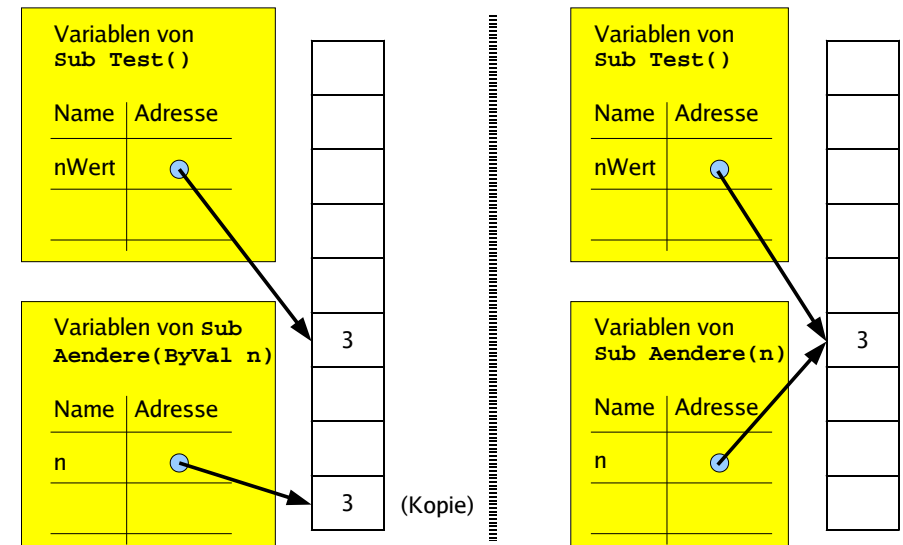 Variablen von
Sub Test()
Name Adresse
nWert
Variablen von Sub
Aendere(ByVal n)
Name Adresse
n
3
3 (Kopie)
Variablen von
Sub Test()
Name Adresse
nWert
Variablen von
Sub Aendere(n)
Name Adresse
n
3